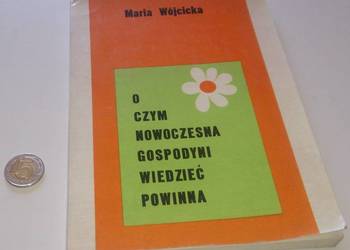 Maria Wójcicka
O
CZYM
NOWOCZESNA
GOSPODYNI
WIEDZIEĆ
POWINNA